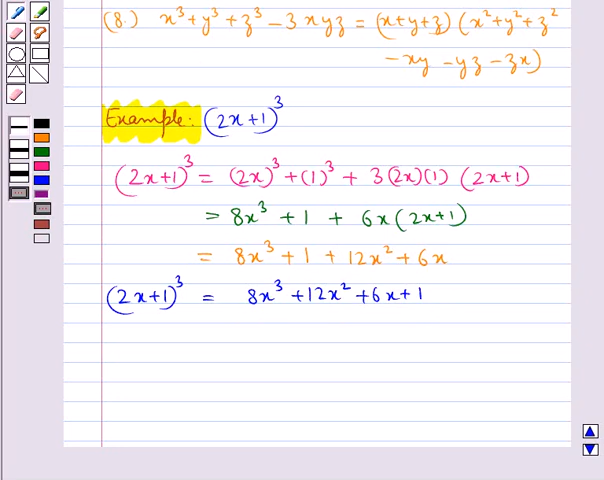 (8.) x³ + y³ + z³ - 3xyz = (x+y+z) (x² + y² + z²
- xy - yz - zx)
Example: (2x+1)³
(2x+1)³ = (2x)³ + (1)³ + 3(2x)(1) (2x+1)
= 8x³ + 1 + 6x(2x+1)
= 8x³ + 1 + 12x² + 6x
(2x+1)³ = 8x³ + 12x² + 6x + 1